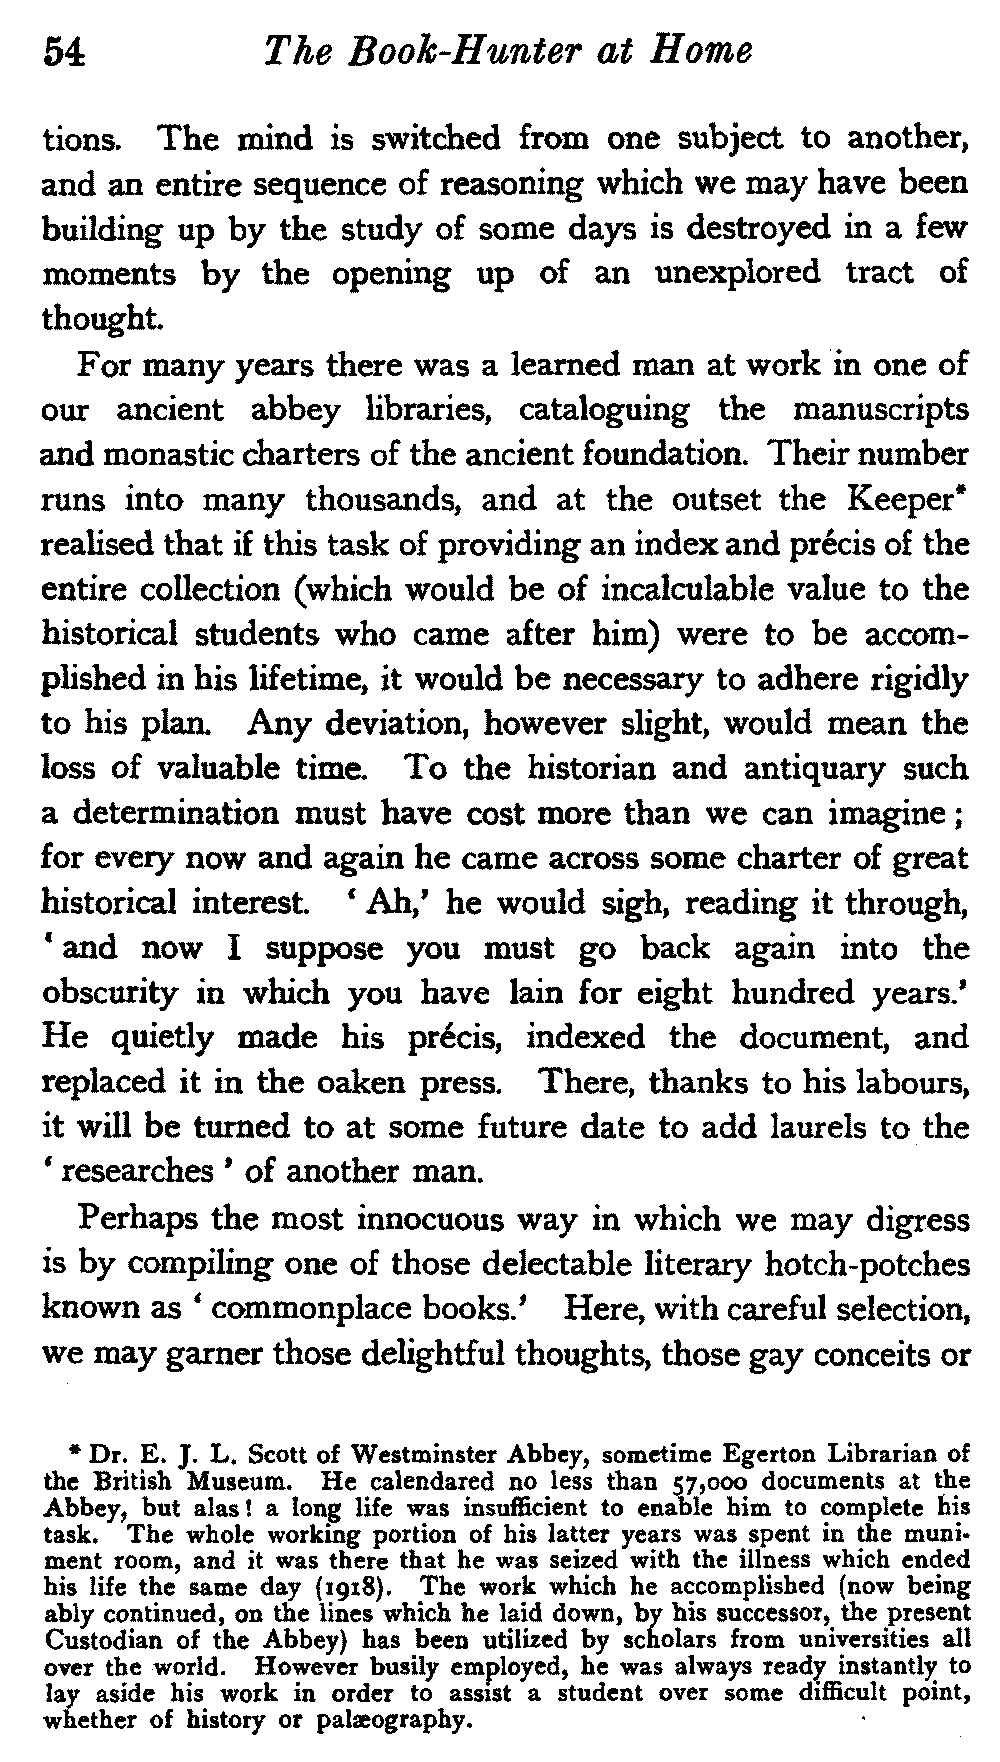 54 The Book-Hunter at Home
tions. The mind is switched from one subject to another,
and an entire sequence of reasoning which we may have been
building up by the study of some days is destroyed in a few
moments by the opening up of an unexplored tract of
thought.
For many years there was a learned man at work in one of
our ancient abbey libraries, cataloguing the manuscripts
and monastic charters of the ancient foundation. Their number
runs into many thousands, and at the outset the Keeper*
realised that if this task of providing an index and précis of the
entire collection (which would be of incalculable value to the
historical students who came after him) were to be accom-
plished in his lifetime, it would be necessary to adhere rigidly
to his plan. Any deviation, however slight, would mean the
loss of valuable time. To the historian and antiquary such
a determination must have cost more than we can imagine ;
for every now and again he came across some charter of great
historical interest. ‘ Ah,’ he would sigh, reading it through,
‘ and now I suppose you must go back again into the
obscurity in which you have lain for eight hundred years.’
He quietly made his précis, indexed the document, and
replaced it in the oaken press. There, thanks to his labours,
it will be turned to at some future date to add laurels to the
‘ researches ’ of another man.
Perhaps the most innocuous way in which we may digress
is by compiling one of those delectable literary hotch-potches
known as ‘ commonplace books.’ Here, with careful selection,
we may garner those delightful thoughts, those gay conceits or
* Dr. E. J. L. Scott of Westminster Abbey, sometime Egerton Librarian of
the British Museum. He calendared no less than 57,000 documents at the
Abbey, but alas! a long life was insufficient to enable him to complete his
task. The whole working portion of his latter years was spent in the muni-
ment room, and it was there that he was seized with the illness which ended
his life the same day (1918). The work which he accomplished (now being
ably continued, on the lines which he laid down, by his successor, the present
Custodian of the Abbey) has been utilized by scholars from universities all
over the world. However busily employed, he was always ready instantly to
lay aside his work in order to assist a student over some difficult point,
whether of history or palæography.